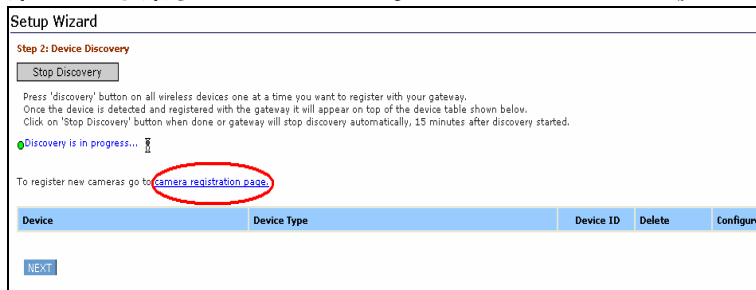 Setup Wizard
Step 2: Device Discovery
Stop Discovery
Press 'discovery' button on all wireless devices one at a time you want to register with your gateway.
Once the device is detected and registered with the gateway it will appear on top of the device table shown below.
Click on 'Stop Discovery' button when done or gateway will stop discovery automatically, 15 minutes after discovery started.
Discovery is in progress...
To register new cameras go to camera registration page.
Device Device Type Device ID Delete Configure
NEXT